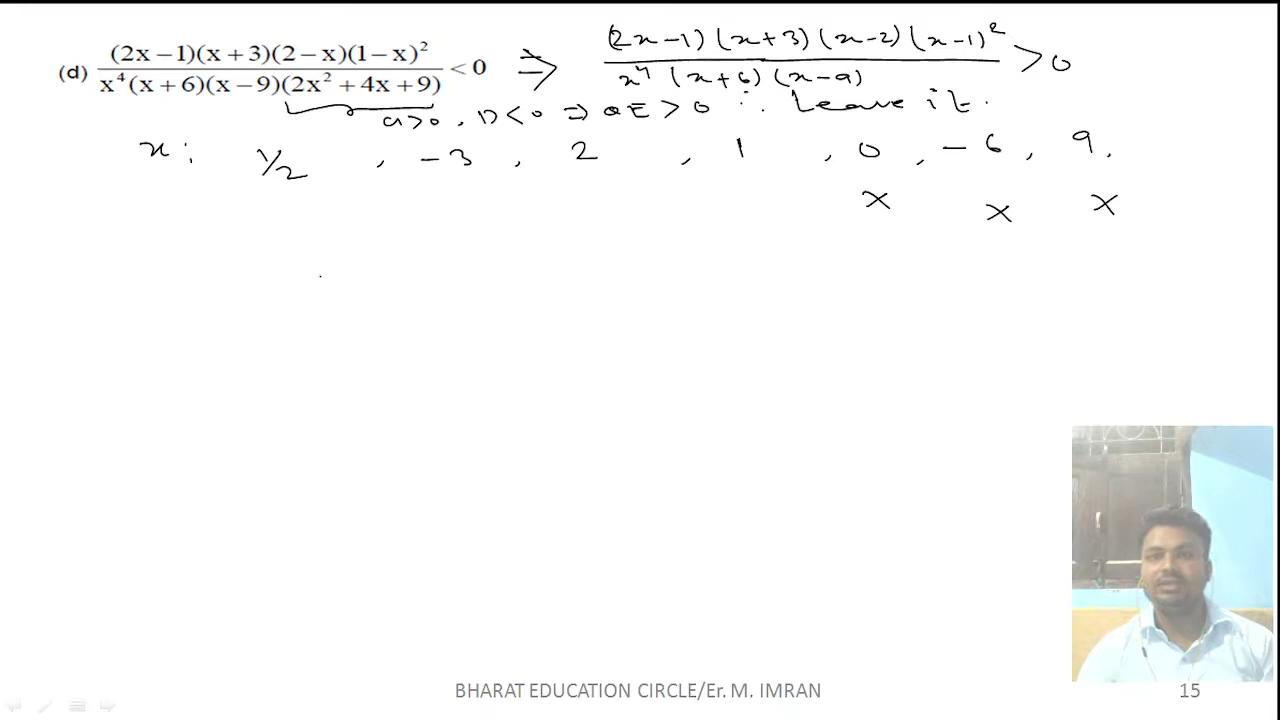 (d) (2x−1)(x+3)(2−x)(1−x)² / x⁴(x+6)(x−9)(2x²+4x+9) < 0 ⇒ (2x−1)(x+3)(x−2)(x−1)² / x⁴(x+6)(x−9) > 0
a>0, D<0 ⇒ QE > 0 ∴ Leave it.
x: 1/2, −3, 2, 1, 0, −6, 9.
x x x
BHARAT EDUCATION CIRCLE/Er. M. IMRAN 15